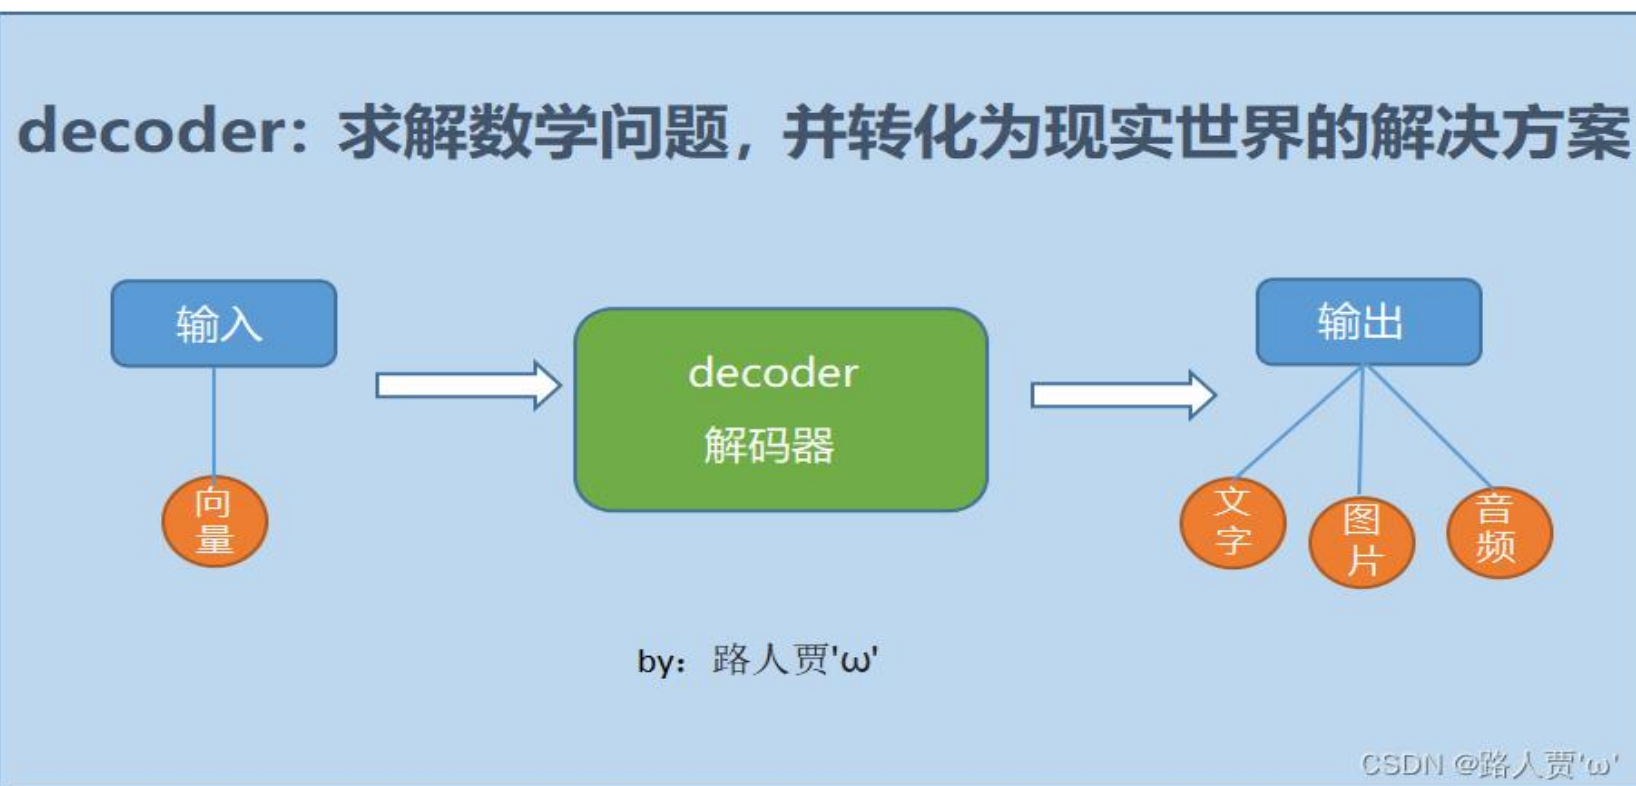 decoder：求解数学问题，并转化为现实世界的解决方案
输入
decoder
解码器
输出
向
量
文
字
图
片
音
频
by：路人贾'ω'
CSDN @路人贾'ω'